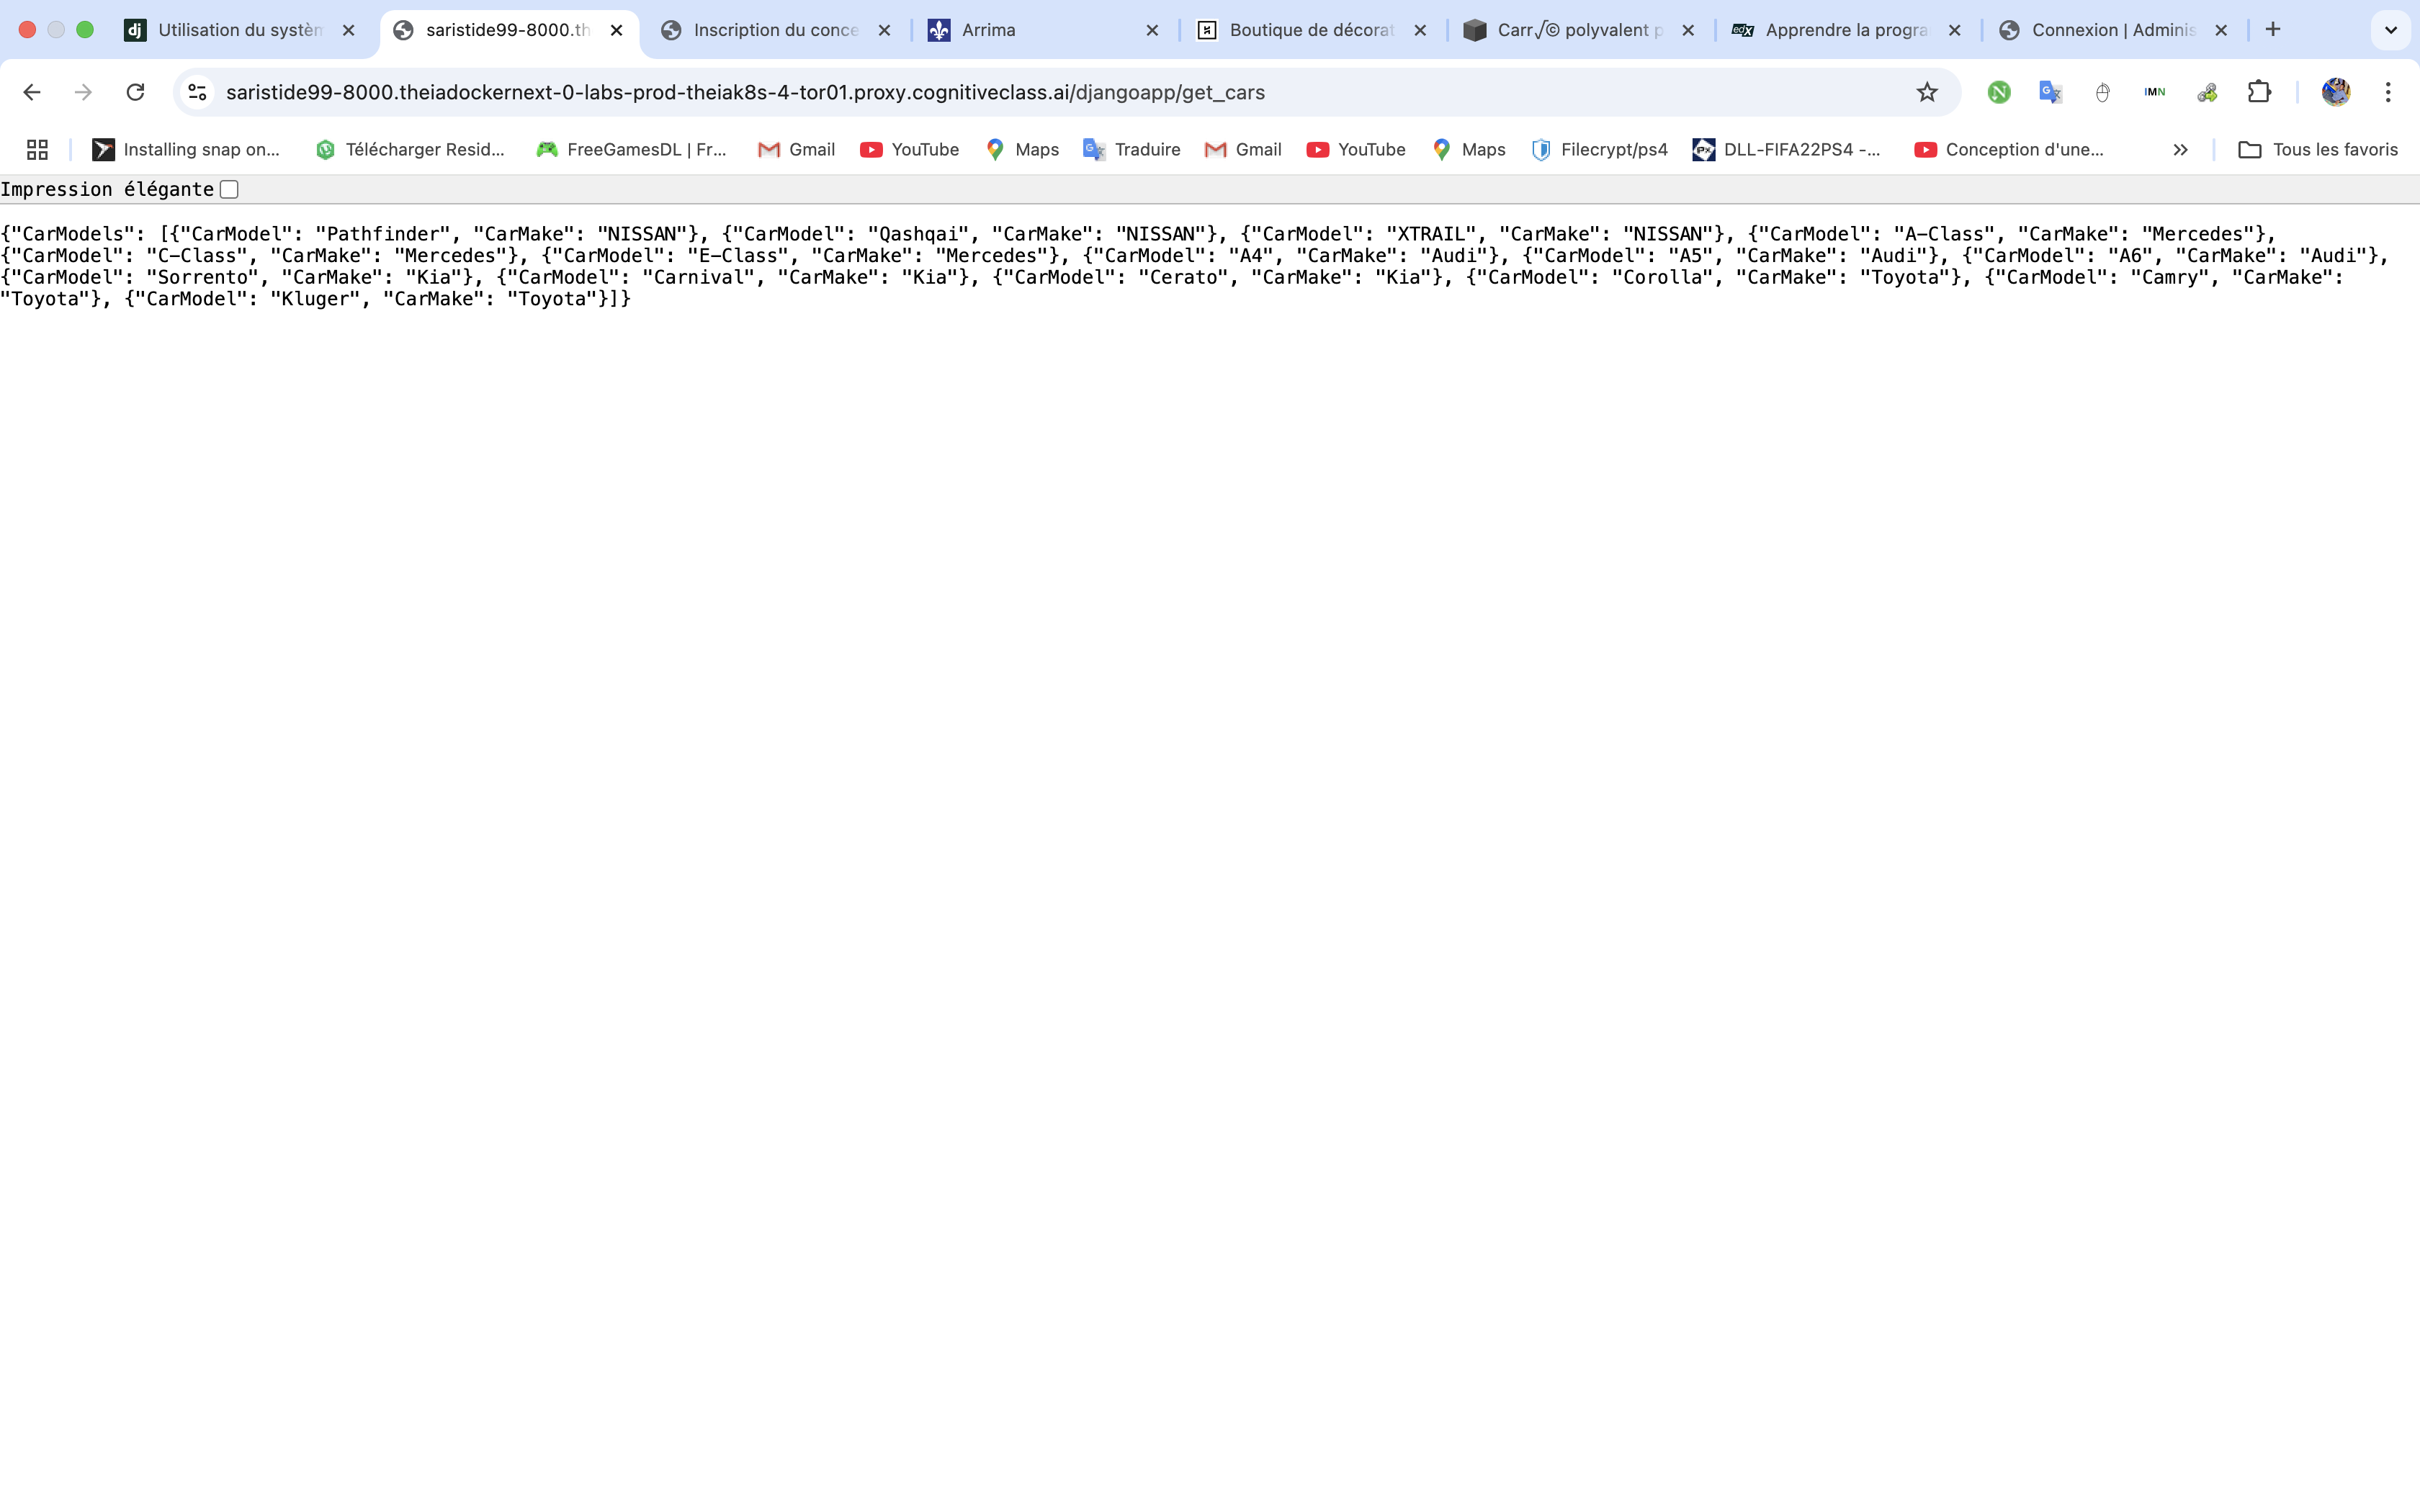 Utilisation du systèm
saristide99-8000.th
Inscription du conce
Arrima
Boutique de décorat
Carr√© polyvalent p
edX
Apprendre la progra
Connexion | Adminis
saristide99-8000.theiadockernext-0-labs-prod-theiak8s-4-tor01.proxy.cognitiveclass.ai/djangoapp/get_cars
IMN
Installing snap on...
Télécharger Resid...
FreeGamesDL | Fr...
Gmail
YouTube
Maps
Traduire
Gmail
YouTube
Maps
Filecrypt/ps4
DLL-FIFA22PS4 -...
Conception d'une...
Tous les favoris
Impression élégante
{"CarModels": [{"CarModel": "Pathfinder", "CarMake": "NISSAN"}, {"CarModel": "Qashqai", "CarMake": "NISSAN"}, {"CarModel": "XTRAIL", "CarMake": "NISSAN"}, {"CarModel": "A-Class", "CarMake": "Mercedes"},
{"CarModel": "C-Class", "CarMake": "Mercedes"}, {"CarModel": "E-Class", "CarMake": "Mercedes"}, {"CarModel": "A4", "CarMake": "Audi"}, {"CarModel": "A5", "CarMake": "Audi"}, {"CarModel": "A6", "CarMake": "Audi"},
{"CarModel": "Sorrento", "CarMake": "Kia"}, {"CarModel": "Carnival", "CarMake": "Kia"}, {"CarModel": "Cerato", "CarMake": "Kia"}, {"CarModel": "Corolla", "CarMake": "Toyota"}, {"CarModel": "Camry", "CarMake":
"Toyota"}, {"CarModel": "Kluger", "CarMake": "Toyota"}]}